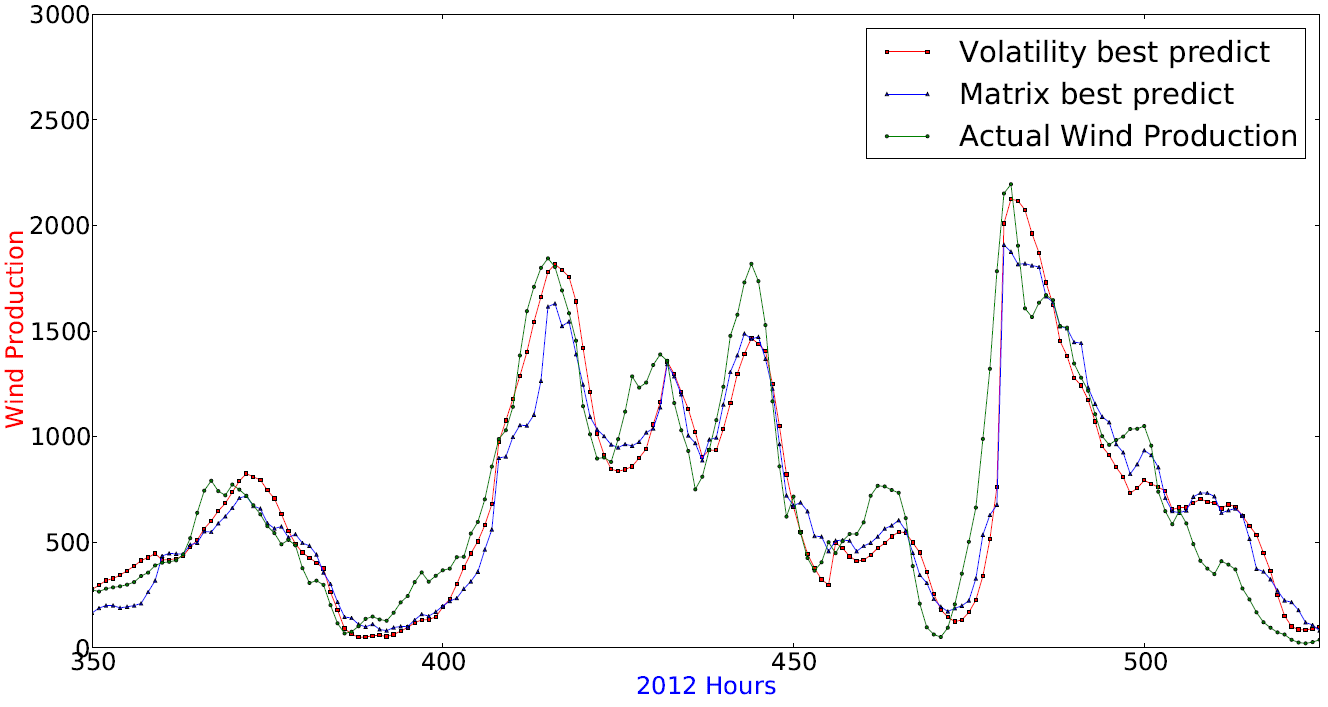 3000
2500
2000
1500
1000
500
0
Wind Production
350
400
450
500
2012 Hours
Volatility best predict
Matrix best predict
Actual Wind Production